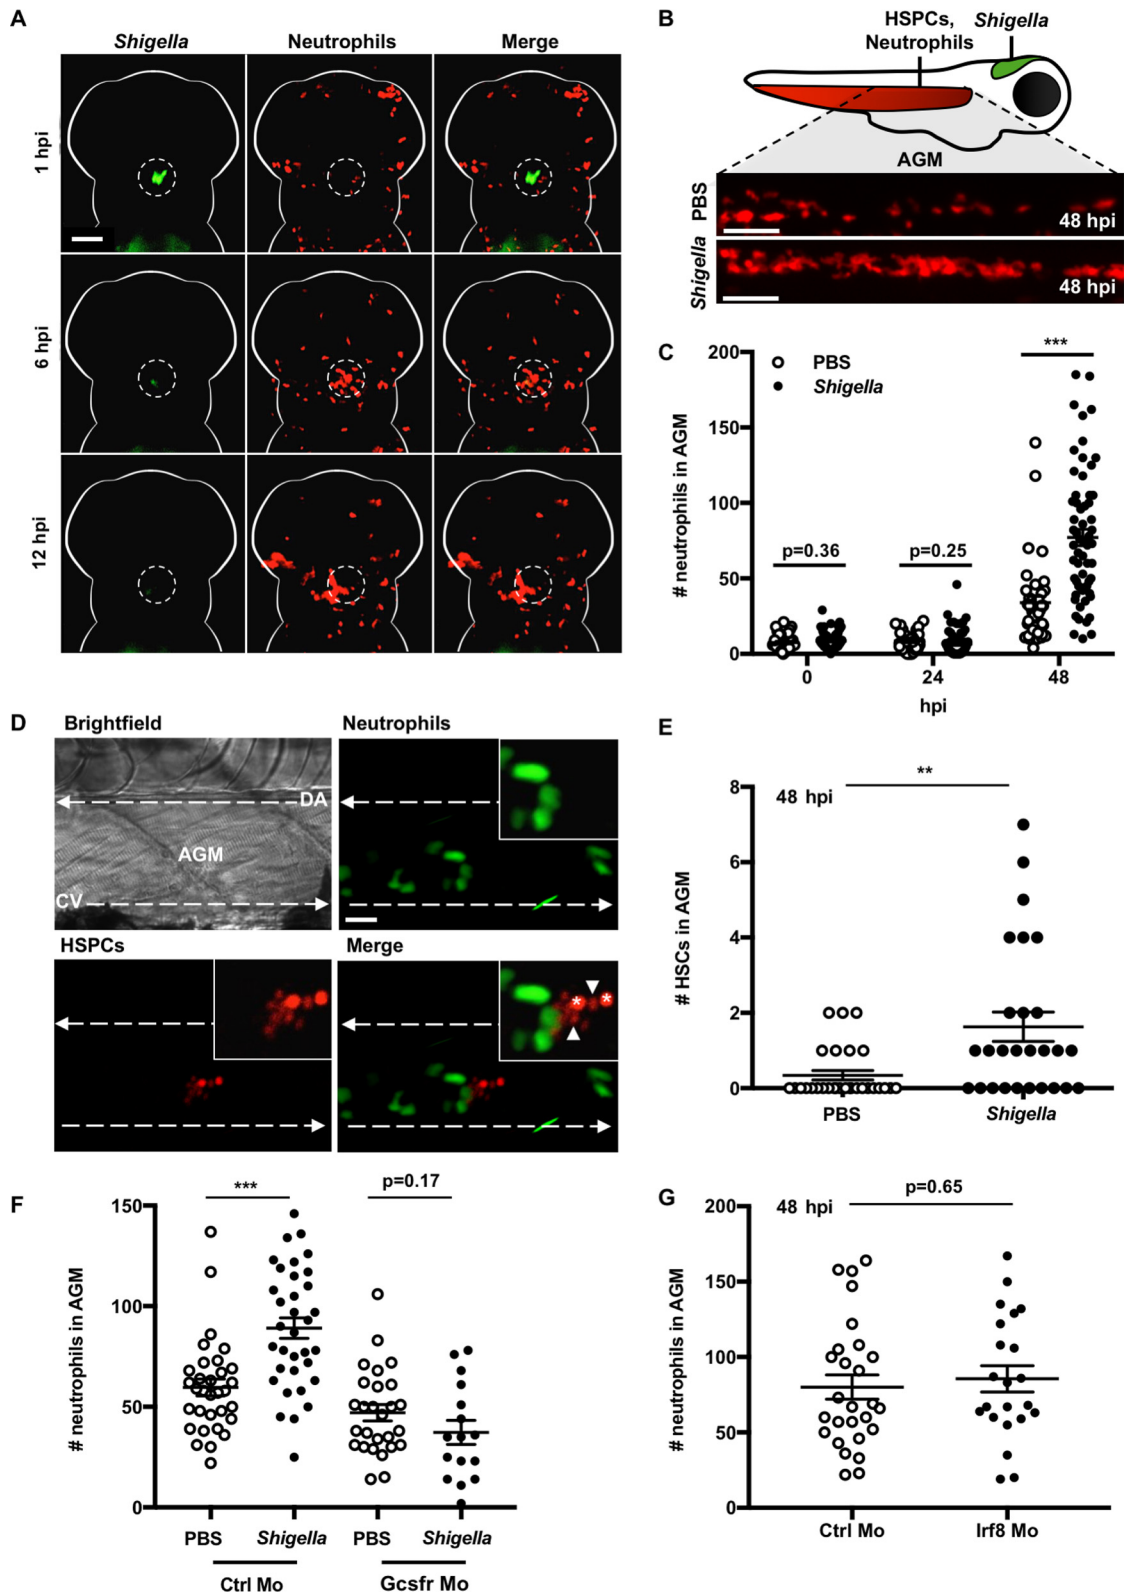 A
Shigella Neutrophils Merge
1 hpi
6 hpi
12 hpi
B
HSPCs, Shigella
Neutrophils
AGM
PBS
48 hpi
Shigella
48 hpi
C
# neutrophils in AGM
200
150
100
50
0
PBS
Shigella
p=0.36
p=0.25
***
0 24 48
hpi
D
Brightfield Neutrophils
DA
AGM
CV
HSPCs Merge
* *
E
# HSCs in AGM
8
6
4
2
0
48 hpi
**
PBS Shigella
F
# neutrophils in AGM
150
100
50
0
***
p=0.17
PBS Shigella PBS Shigella
Ctrl Mo Gcsfr Mo
G
# neutrophils in AGM
200
150
100
50
0
48 hpi
p=0.65
Ctrl Mo Irf8 Mo